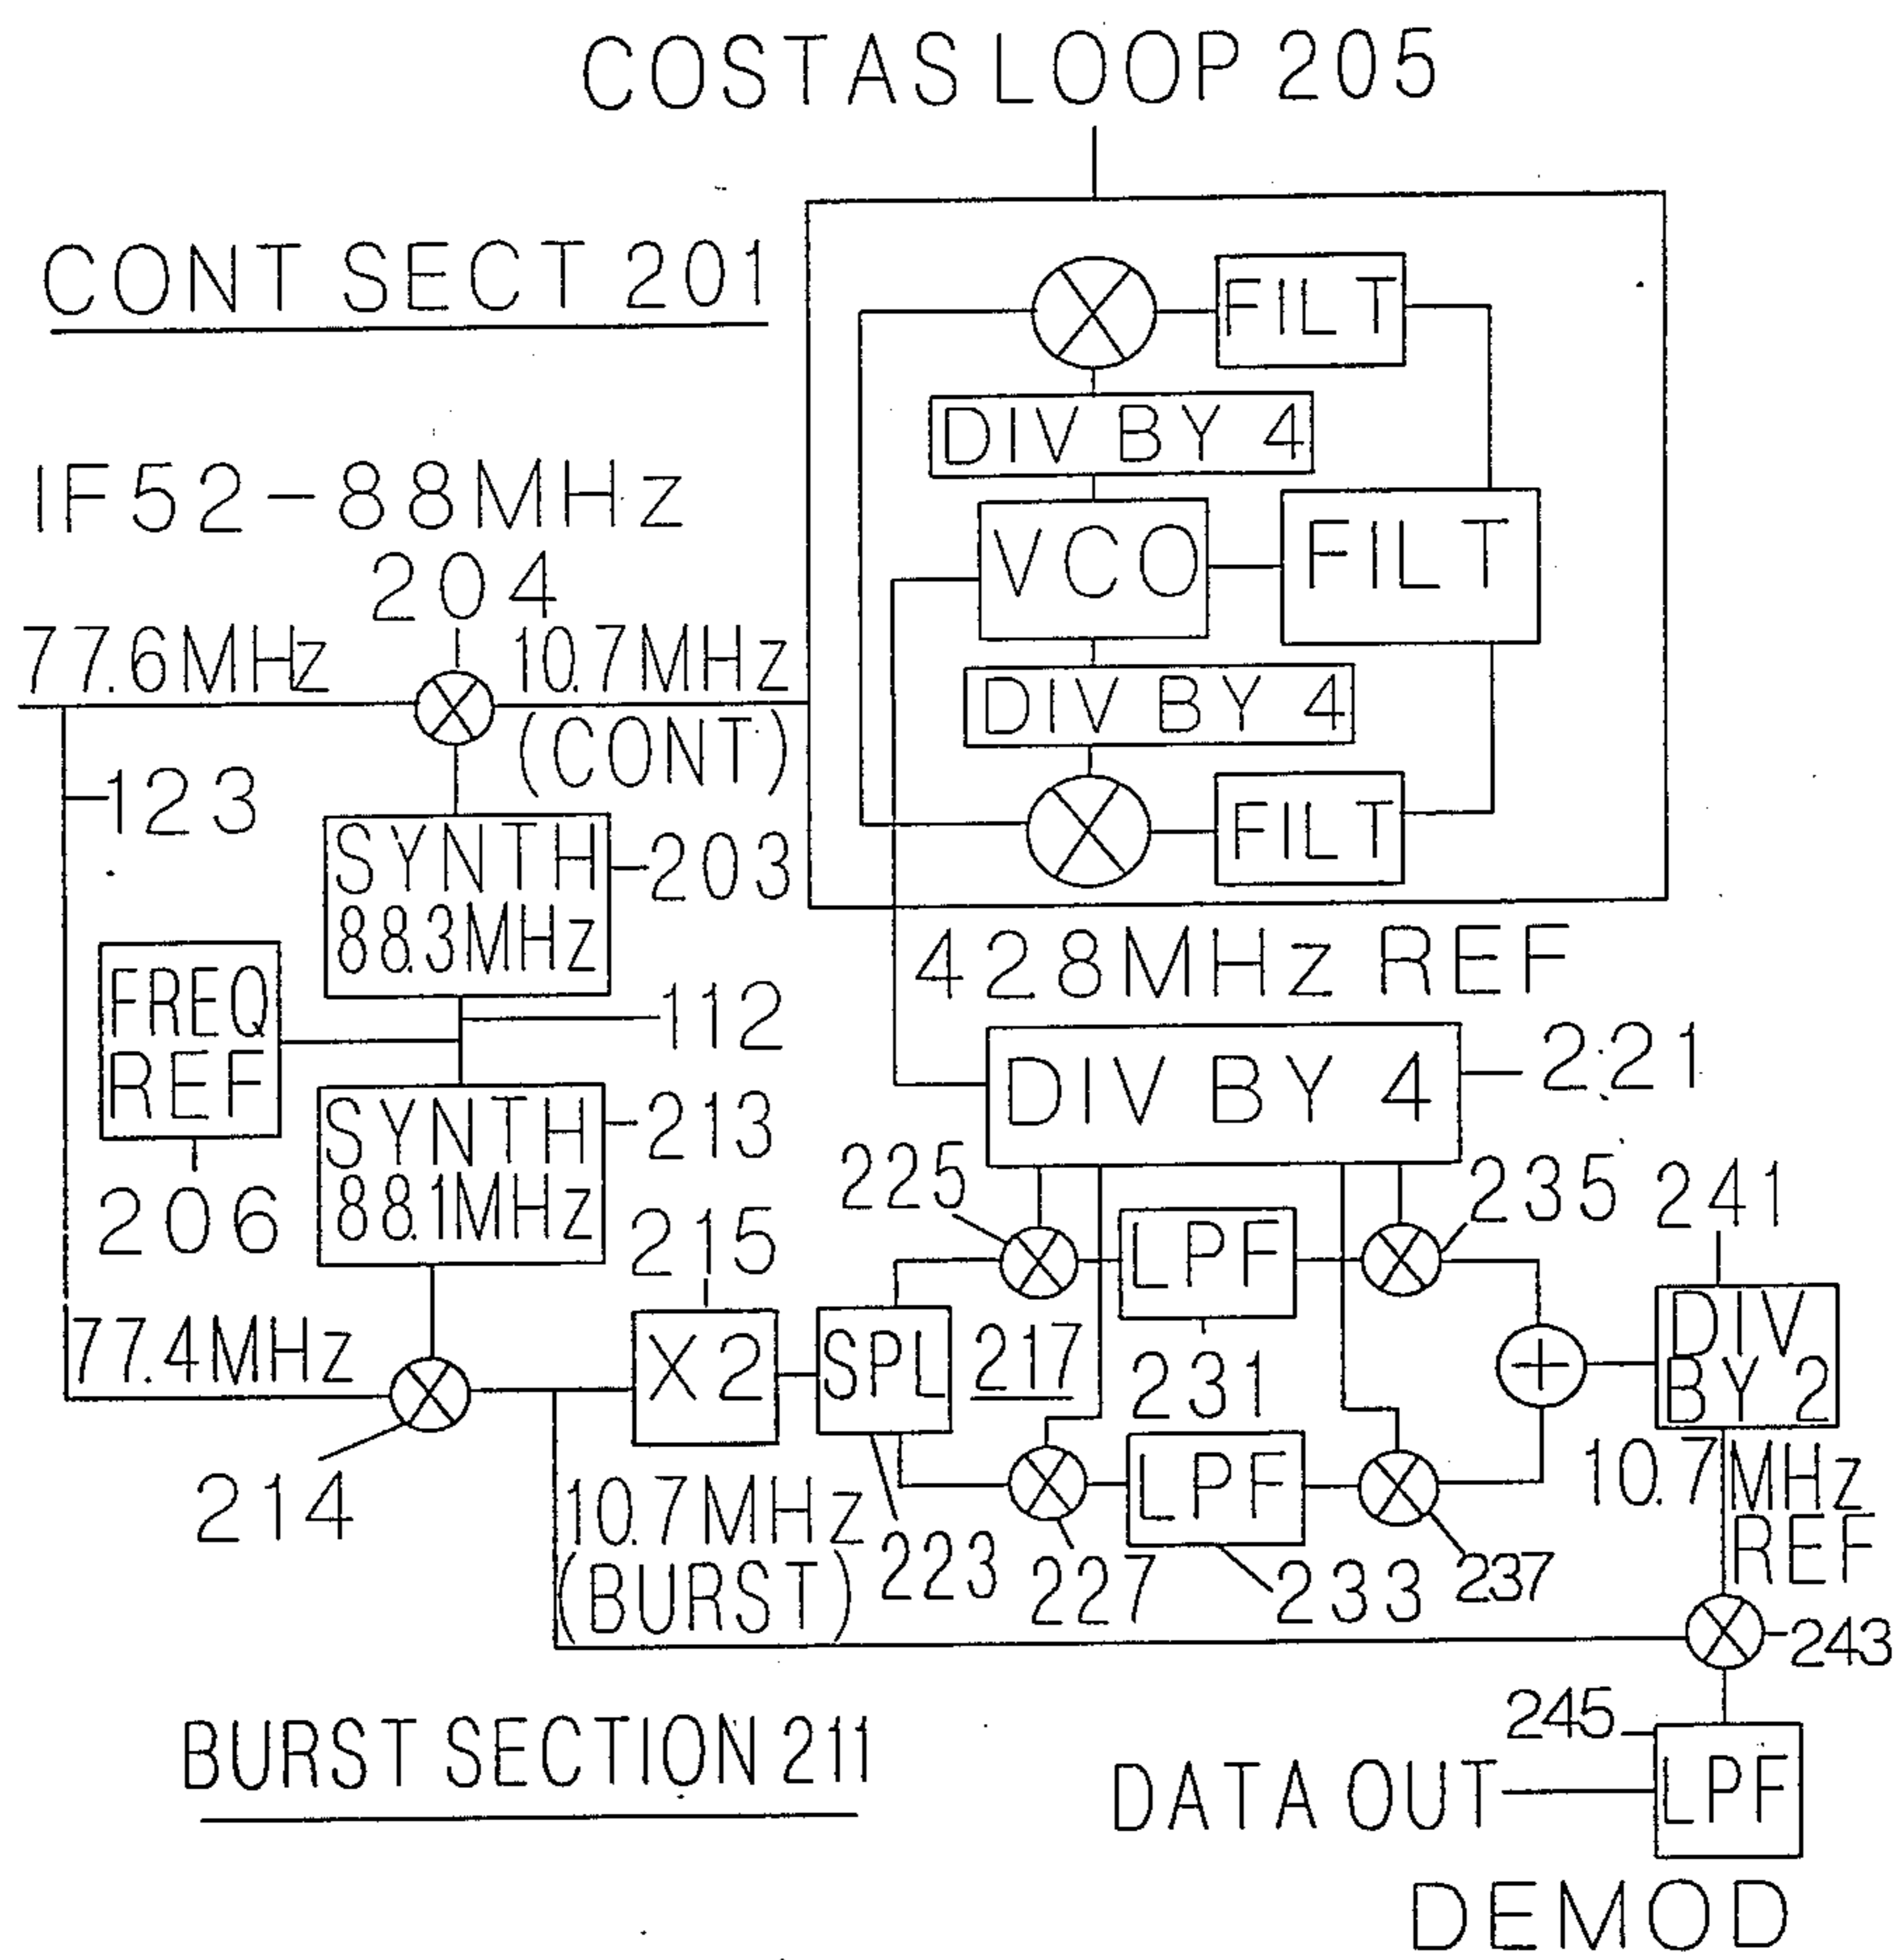 COSTAS LOOP 205
CONT SECT 201
FILT
DIV BY 4
IF 52-88MHz
VCO
FILT
204
77.6MHz
10.7MHz
(CONT)
DIV BY 4
123
SYNTH
88.3MHz
203
FILT
428MHz REF
FREQ
REF
112
DIV BY 4
221
SYNTH
88.1MHz
213
206
215
225
LPF
235
241
77.4MHz
X2
SPL
217
231
DIV
BY 2
214
10.7MHz
(BURST)
223
227
LPF
233
237
10.7MHz
REF
243
BURST SECTION 211
245
DATA OUT
LPF
DEMOD